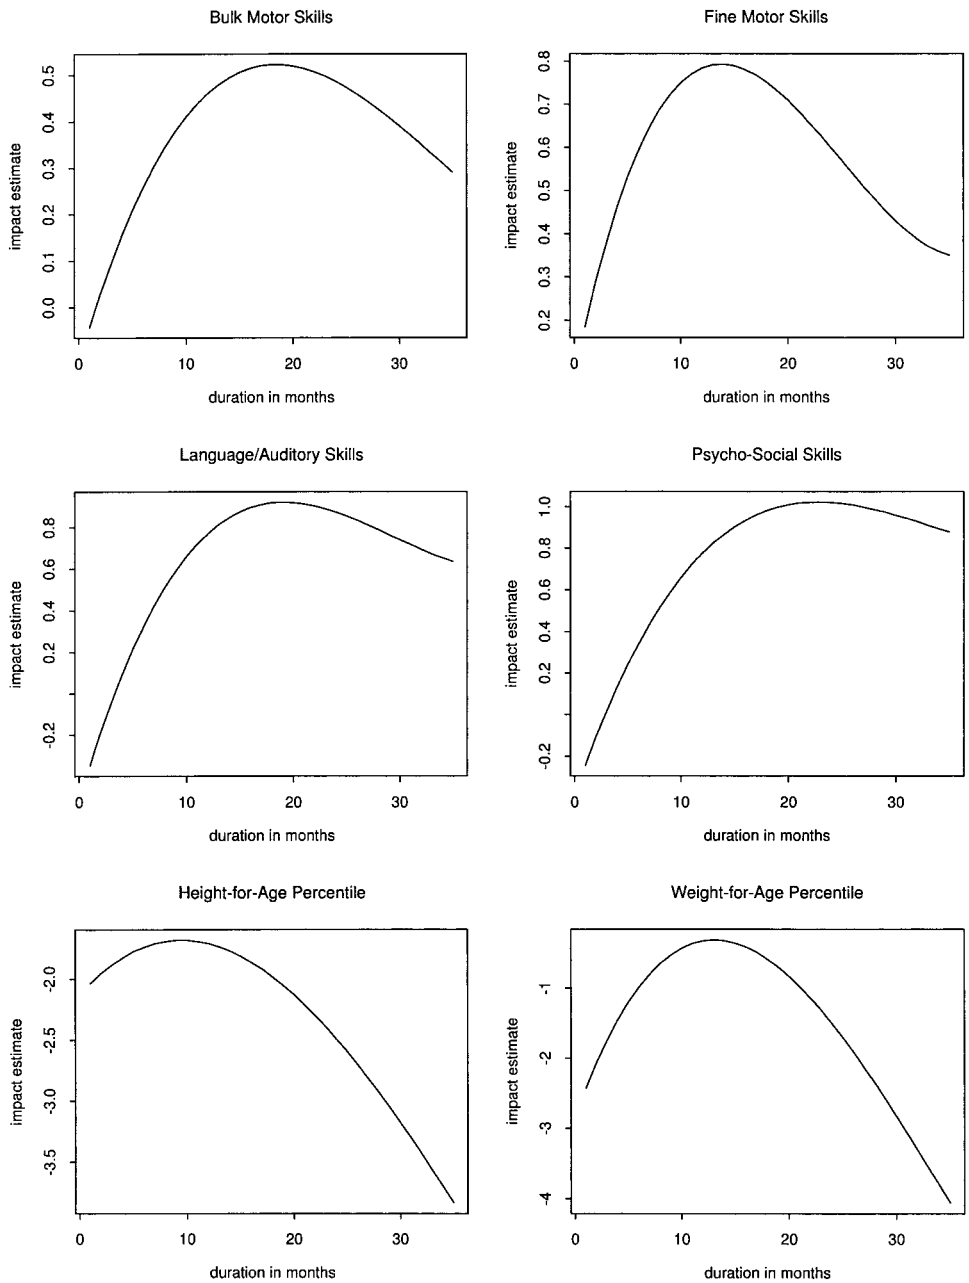 Bulk Motor Skills
impact estimate
0.5
0.4
0.3
0.2
0.1
0.0
0 10 20 30
duration in months
Fine Motor Skills
impact estimate
0.8
0.7
0.6
0.5
0.4
0.3
0.2
0 10 20 30
duration in months
Language/Auditory Skills
impact estimate
0.8
0.6
0.4
0.2
-0.2
0 10 20 30
duration in months
Psycho-Social Skills
impact estimate
1.0
0.8
0.6
0.4
0.2
-0.2
0 10 20 30
duration in months
Height-for-Age Percentile
impact estimate
-2.0
-2.5
-3.0
-3.5
0 10 20 30
duration in months
Weight-for-Age Percentile
impact estimate
-1
-2
-3
-4
0 10 20 30
duration in months